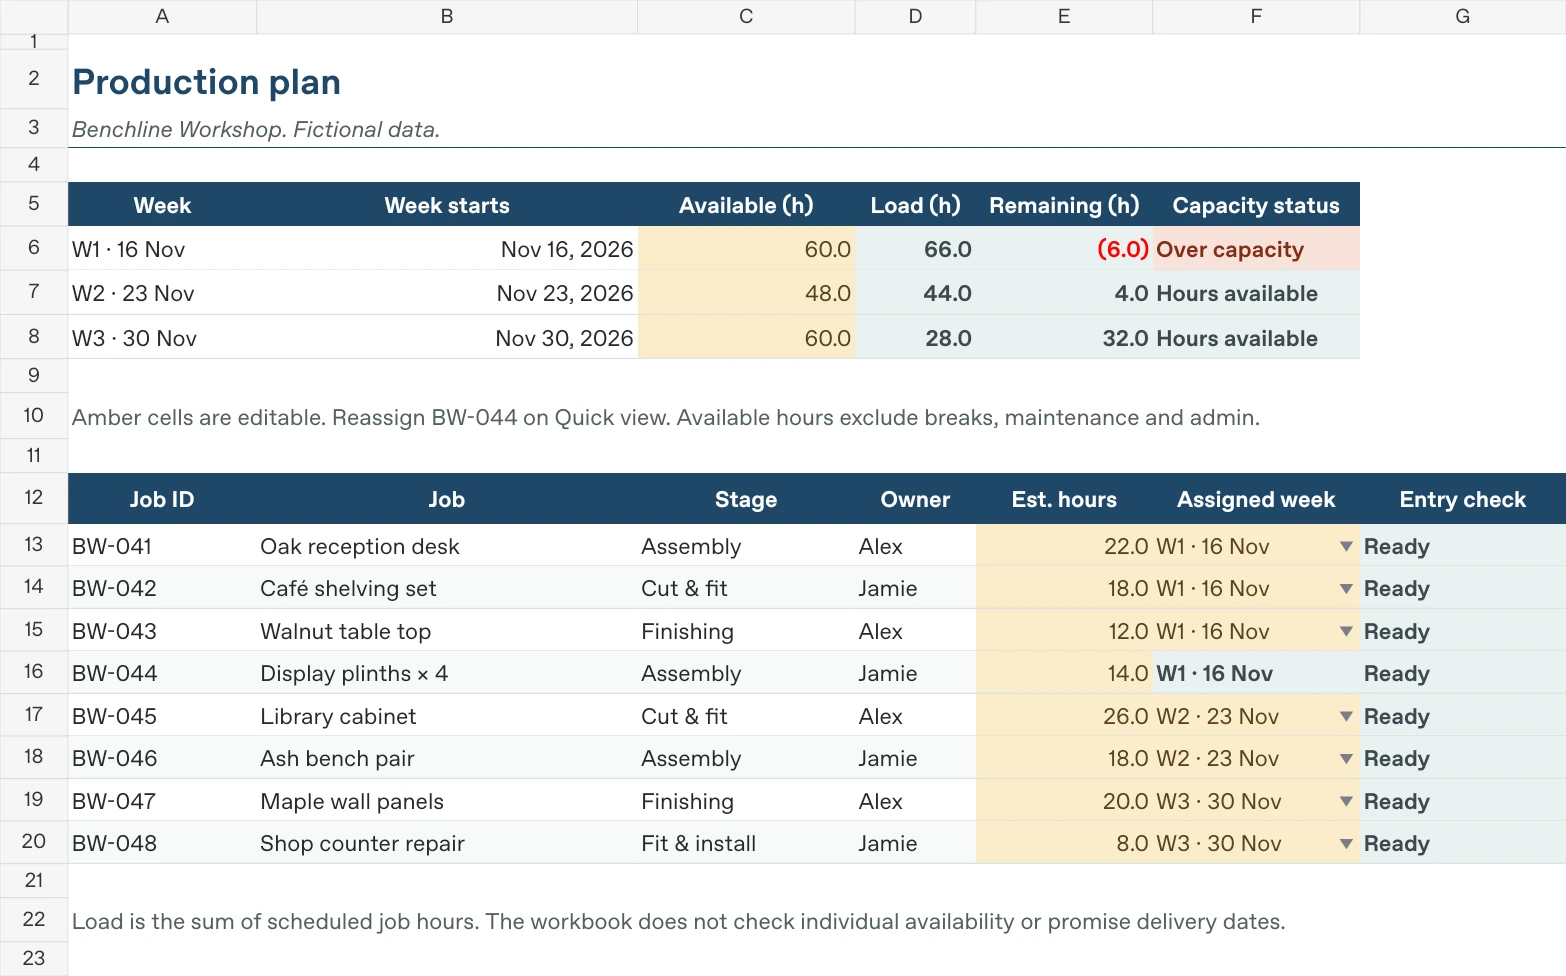 A B C D E F G
1
2 Production plan
3 Benchline Workshop. Fictional data.
4
5 Week Week starts Available (h) Load (h) Remaining (h) Capacity status
6 W1 · 16 Nov Nov 16, 2026 60.0 66.0 (6.0) Over capacity
7 W2 · 23 Nov Nov 23, 2026 48.0 44.0 4.0 Hours available
8 W3 · 30 Nov Nov 30, 2026 60.0 28.0 32.0 Hours available
9
10 Amber cells are editable. Reassign BW-044 on Quick view. Available hours exclude breaks, maintenance and admin.
11
12 Job ID Job Stage Owner Est. hours Assigned week Entry check
13 BW-041 Oak reception desk Assembly Alex 22.0 W1 · 16 Nov Ready
14 BW-042 Café shelving set Cut & fit Jamie 18.0 W1 · 16 Nov Ready
15 BW-043 Walnut table top Finishing Alex 12.0 W1 · 16 Nov Ready
16 BW-044 Display plinths × 4 Assembly Jamie 14.0 W1 · 16 Nov Ready
17 BW-045 Library cabinet Cut & fit Alex 26.0 W2 · 23 Nov Ready
18 BW-046 Ash bench pair Assembly Jamie 18.0 W2 · 23 Nov Ready
19 BW-047 Maple wall panels Finishing Alex 20.0 W3 · 30 Nov Ready
20 BW-048 Shop counter repair Fit & install Jamie 8.0 W3 · 30 Nov Ready
21
22 Load is the sum of scheduled job hours. The workbook does not check individual availability or promise delivery dates.
23